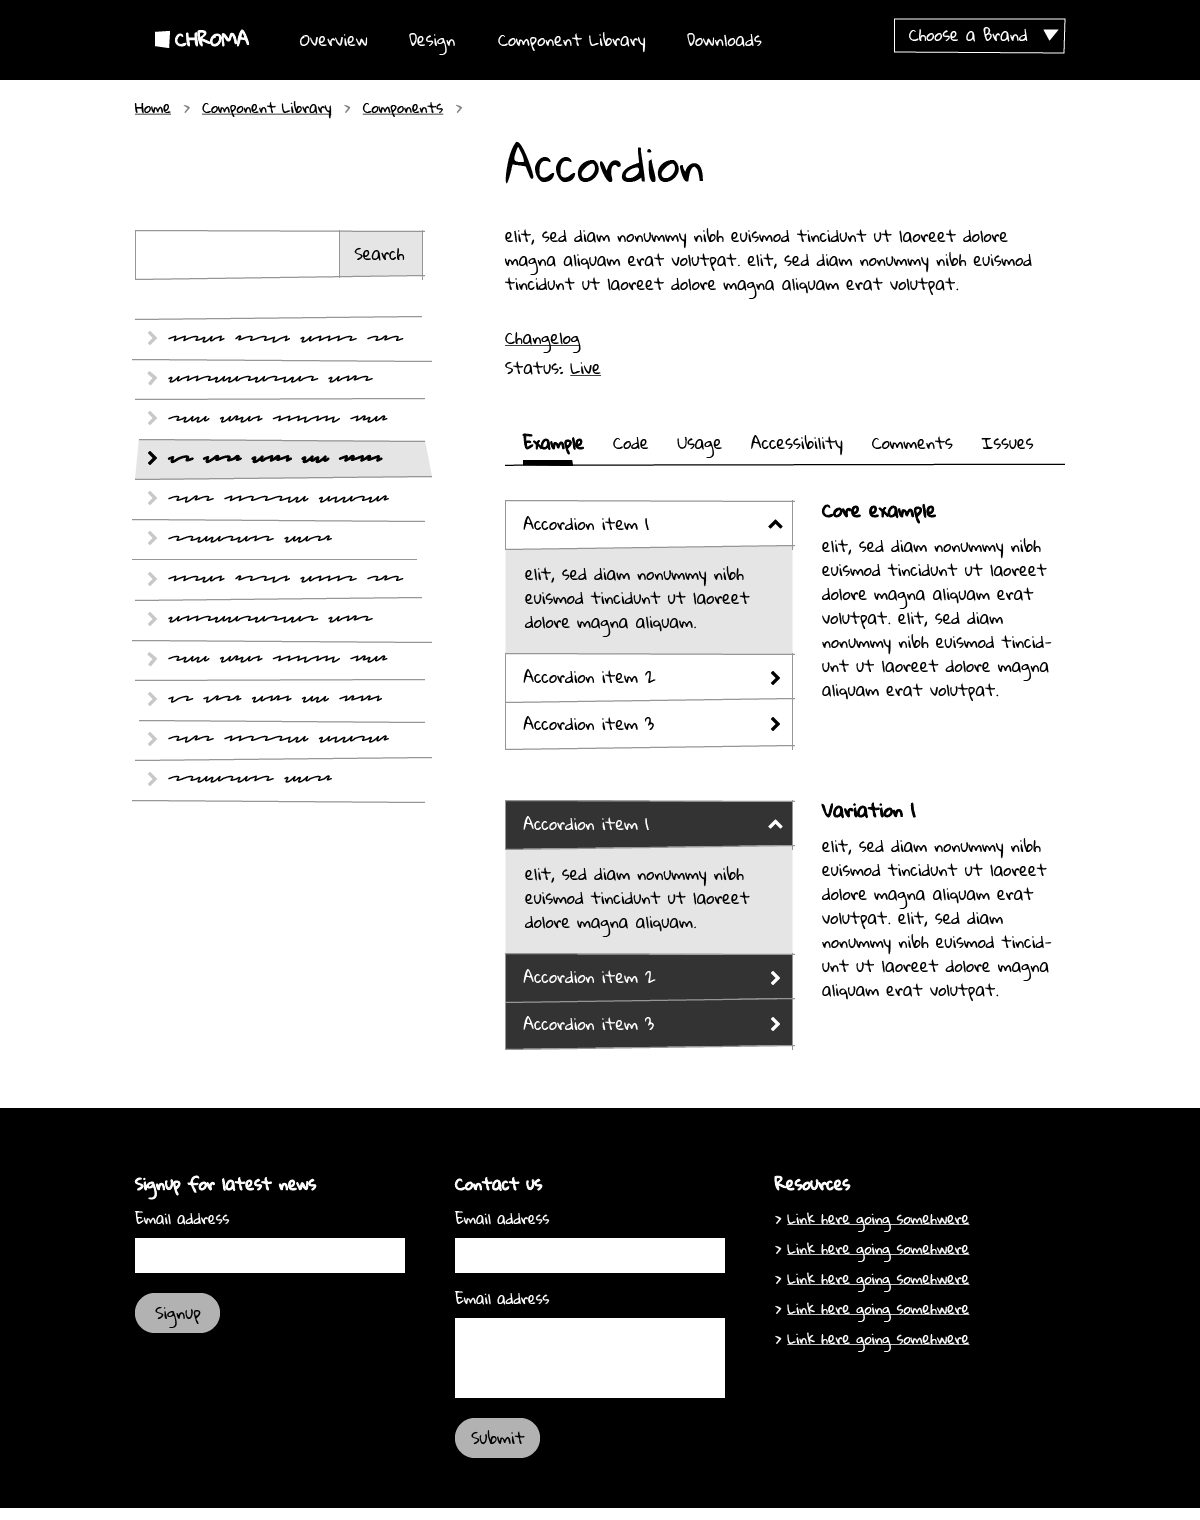 CHROMA
Overview
Design
Component Library
Downloads
Choose a Brand
Home > Component Library > Components >
Accordion
Search
elit, sed diam nonummy nibh euismod tincidunt ut laoreet dolore
magna aliquam erat volutpat. elit, sed diam nonummy nibh euismod
tincidunt ut laoreet dolore magna aliquam erat volutpat.
Changelog
Status: Live
Example
Code
Usage
Accessibility
Comments
Issues
Accordion item 1
elit, sed diam nonummy nibh
euismod tincidunt ut laoreet
dolore magna aliquam.
Accordion item 2
Accordion item 3
Core example
elit, sed diam nonummy nibh
euismod tincidunt ut laoreet
dolore magna aliquam erat
volutpat. elit, sed diam
nonummy nibh euismod tincid-
unt ut laoreet dolore magna
aliquam erat volutpat.
Accordion item 1
elit, sed diam nonummy nibh
euismod tincidunt ut laoreet
dolore magna aliquam.
Accordion item 2
Accordion item 3
Variation 1
elit, sed diam nonummy nibh
euismod tincidunt ut laoreet
dolore magna aliquam erat
volutpat. elit, sed diam
nonummy nibh euismod tincid-
unt ut laoreet dolore magna
aliquam erat volutpat.
Signup for latest news
Email address
Signup
Contact us
Email address
Email address
Submit
Resources
> Link here going somehwere
> Link here going somehwere
> Link here going somehwere
> Link here going somehwere
> Link here going somehwere